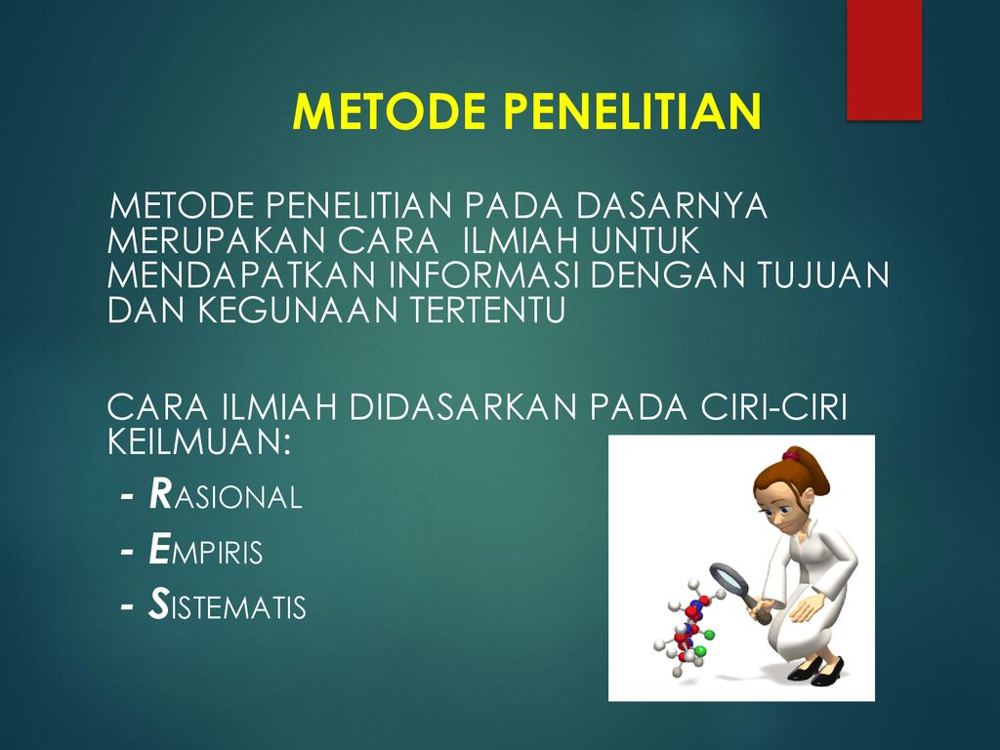 METODE PENELITIAN
METODE PENELITIAN PADA DASARNYA
MERUPAKAN CARA ILMIAH UNTUK
MENDAPATKAN INFORMASI DENGAN TUJUAN
DAN KEGUNAAN TERTENTU
CARA ILMIAH DIDASARKAN PADA CIRI-CIRI
KEILMUAN:
- RASIONAL
- EMPIRIS
- SISTEMATIS